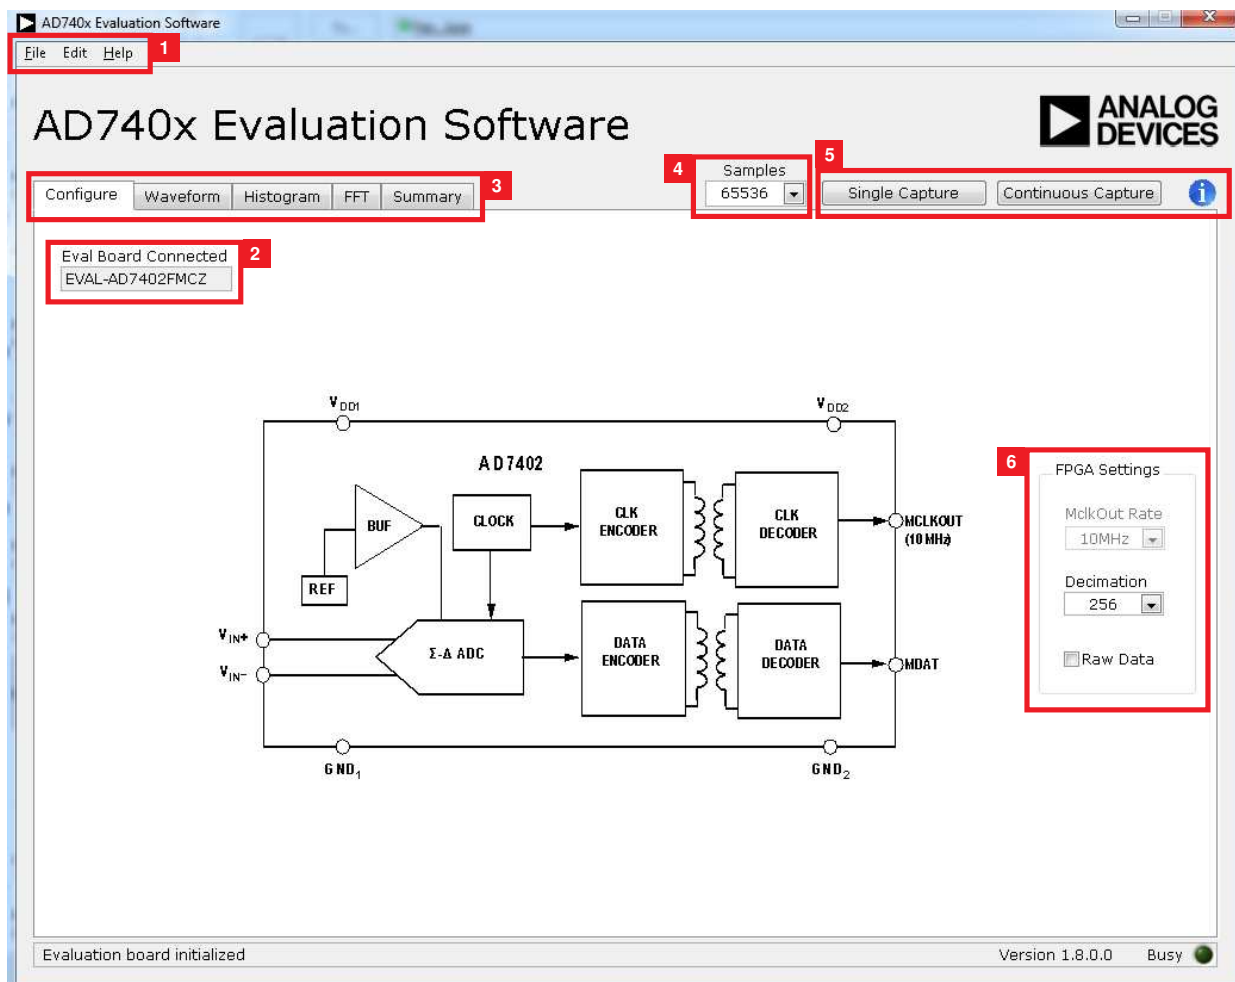 AD740x Evaluation Software
File Edit Help
1
AD740x Evaluation Software
ANALOG
DEVICES
Configure Waveform Histogram FFT Summary
3
4
Samples
65536
5
Single Capture Continuous Capture
i
Eval Board Connected
EVAL-AD7402FMCZ
2
VDD1
VDD2
AD7402
BUF
REF
CLOCK
CLK
ENCODER
CLK
DECODER
MCLKOUT
(10 MHz)
VIN+
VIN−
Σ-Δ ADC
DATA
ENCODER
DATA
DECODER
MDAT
GND1
GND2
6
FPGA Settings
MclkOut Rate
10MHz
Decimation
256
Raw Data
Evaluation board initialized
Version 1.8.0.0 Busy